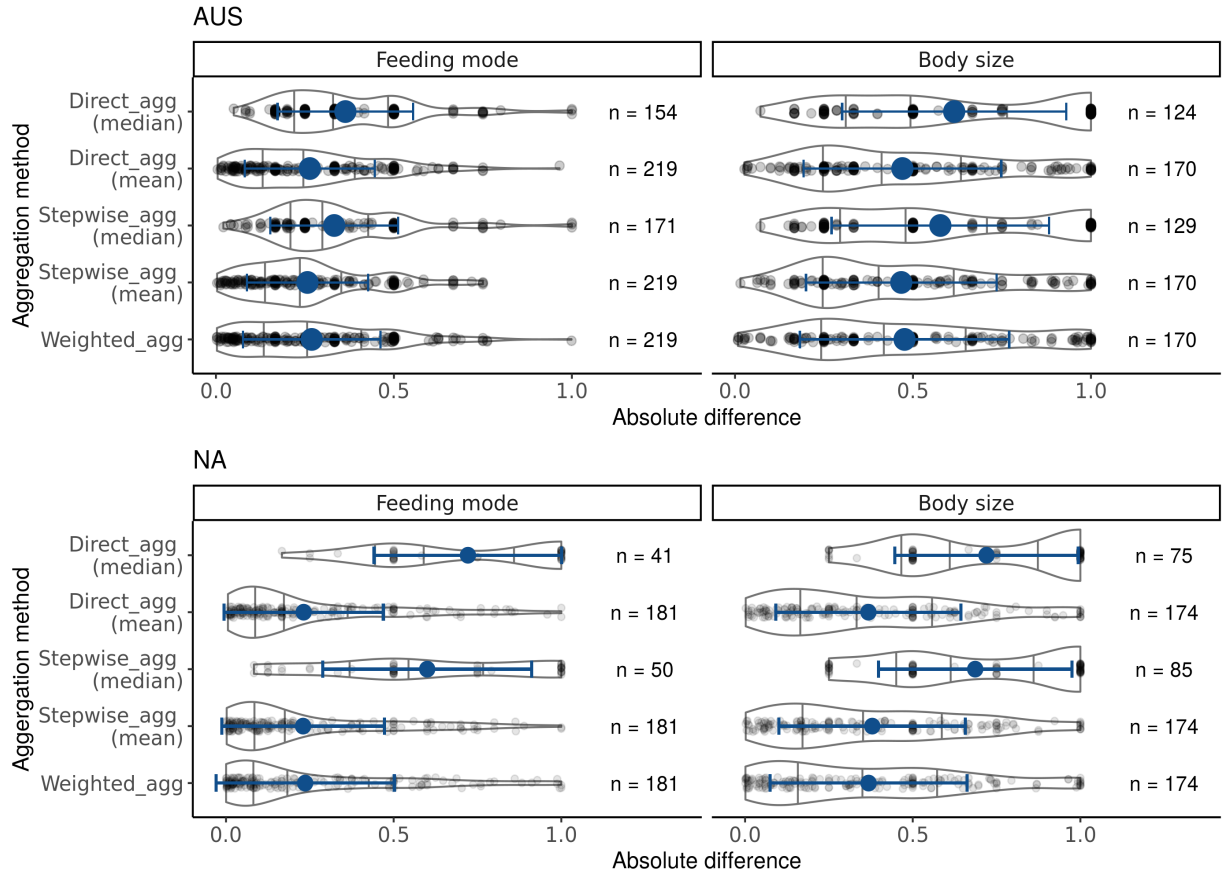 AUS
Feeding mode
Body size
Aggregation method
Direct_agg
(median)
n = 154
n = 124
Direct_agg
(mean)
n = 219
n = 170
Stepwise_agg
(median)
n = 171
n = 129
Stepwise_agg
(mean)
n = 219
n = 170
Weighted_agg
n = 219
n = 170
0.0 0.5 1.0
0.0 0.5 1.0
Absolute difference
NA
Feeding mode
Body size
Aggergation method
Direct_agg
(median)
n = 41
n = 75
Direct_agg
(mean)
n = 181
n = 174
Stepwise_agg
(median)
n = 50
n = 85
Stepwise_agg
(mean)
n = 181
n = 174
Weighted_agg
n = 181
n = 174
0.0 0.5 1.0
0.0 0.5 1.0
Absolute difference